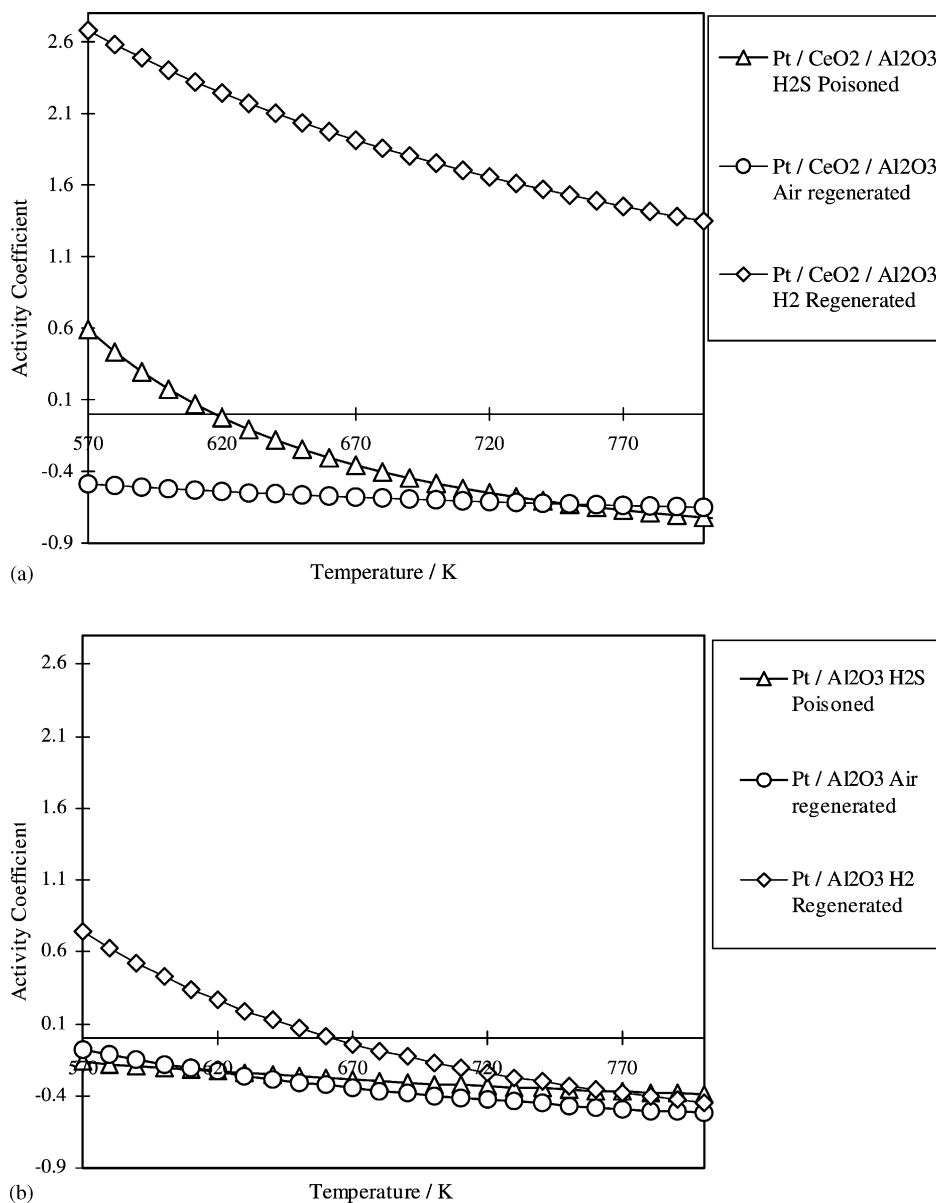 2.6
2.1
1.6
1.1
0.6
0.1
-0.4
-0.9
Activity Coefficient
570
620
670
720
770
Temperature / K
(a)
Pt / CeO2 / Al2O3
H2S Poisoned
Pt / CeO2 / Al2O3
Air regenerated
Pt / CeO2 / Al2O3
H2 Regenerated
2.6
2.1
1.6
1.1
0.6
0.1
-0.4
-0.9
Activity Coefficient
570
620
670
720
770
Temperature / K
(b)
Pt / Al2O3 H2S
Poisoned
Pt / Al2O3 Air
regenerated
Pt / Al2O3 H2
Regenerated